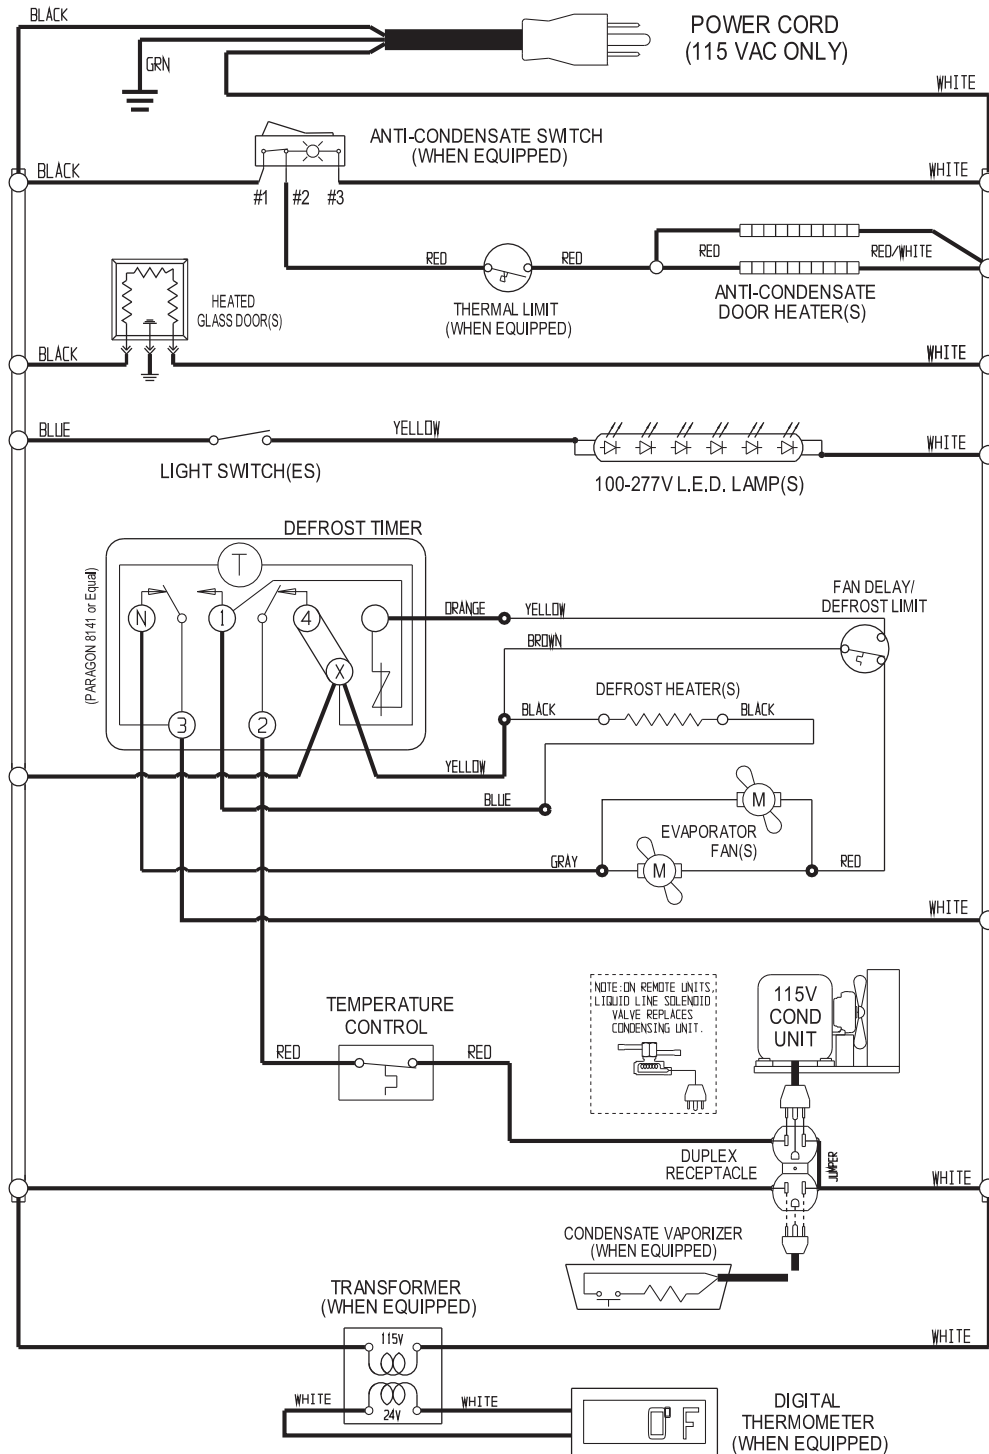 BLACK
POWER CORD
(115 VAC ONLY)
GRN
WHITE
ANTI-CONDENSATE SWITCH
(WHEN EQUIPPED)
BLACK
WHITE
#1 #2 #3
RED
RED
RED
RED/WHITE
THERMAL LIMIT
(WHEN EQUIPPED)
ANTI-CONDENSATE
DOOR HEATER(S)
HEATED
GLASS DOOR(S)
BLACK
WHITE
BLUE
YELLOW
WHITE
LIGHT SWITCH(ES)
100-277V L.E.D. LAMP(S)
DEFROST TIMER
(PARAGON 8141 or Equal)
T
N
1
4
X
3
2
ORANGE
YELLOW
FAN DELAY/
DEFROST LIMIT
BROWN
DEFROST HEATER(S)
BLACK
BLACK
YELLOW
BLUE
M
EVAPORATOR
FAN(S)
GRAY
M
RED
WHITE
NOTE:ON REMOTE UNITS,
LIQUID LINE SOLENOID
VALVE REPLACES
CONDENSING UNIT.
115V
COND
UNIT
TEMPERATURE
CONTROL
RED
RED
DUPLEX
RECEPTACLE
JUMPER
WHITE
CONDENSATE VAPORIZER
(WHEN EQUIPPED)
TRANSFORMER
(WHEN EQUIPPED)
115V
WHITE
WHITE
24V
WHITE
0°F
DIGITAL
THERMOMETER
(WHEN EQUIPPED)